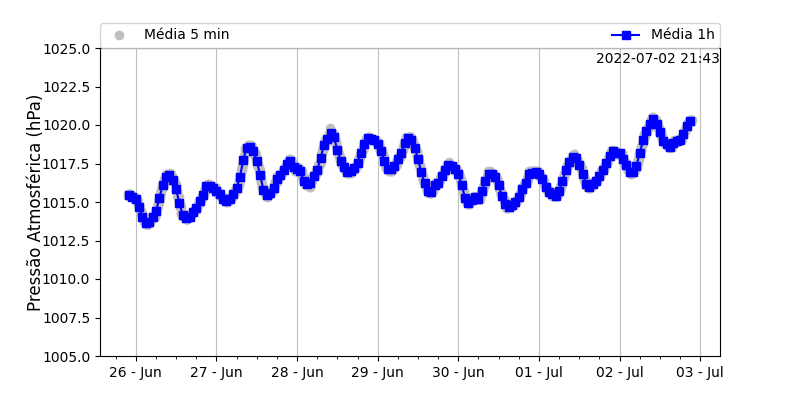 Média 5 min
Média 1h
2022-07-02 21:43
Pressão Atmosférica (hPa)
1025.0
1022.5
1020.0
1017.5
1015.0
1012.5
1010.0
1007.5
1005.0
26 - Jun
27 - Jun
28 - Jun
29 - Jun
30 - Jun
01 - Jul
02 - Jul
03 - Jul